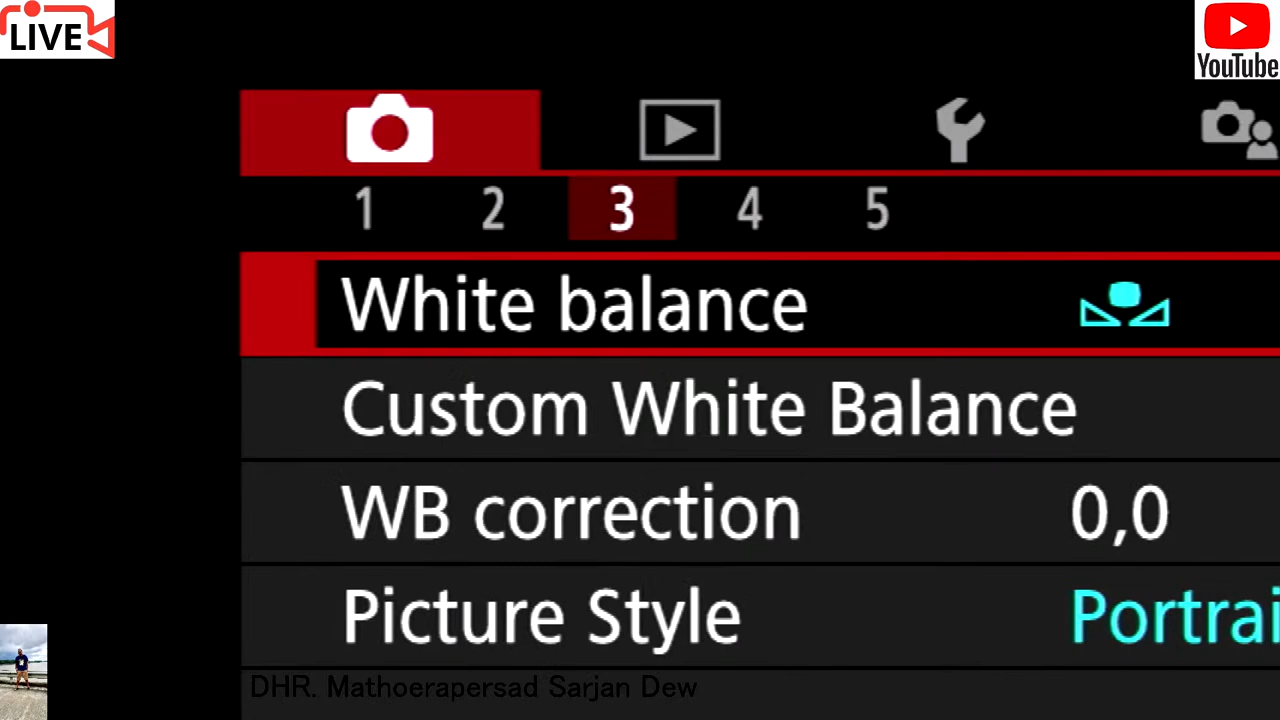 LIVE
YouTube
1 2 3 4 5
White balance
Custom White Balance
WB correction 0,0
Picture Style Portrai
DHR. Mathoerapersad Sarjan Dew